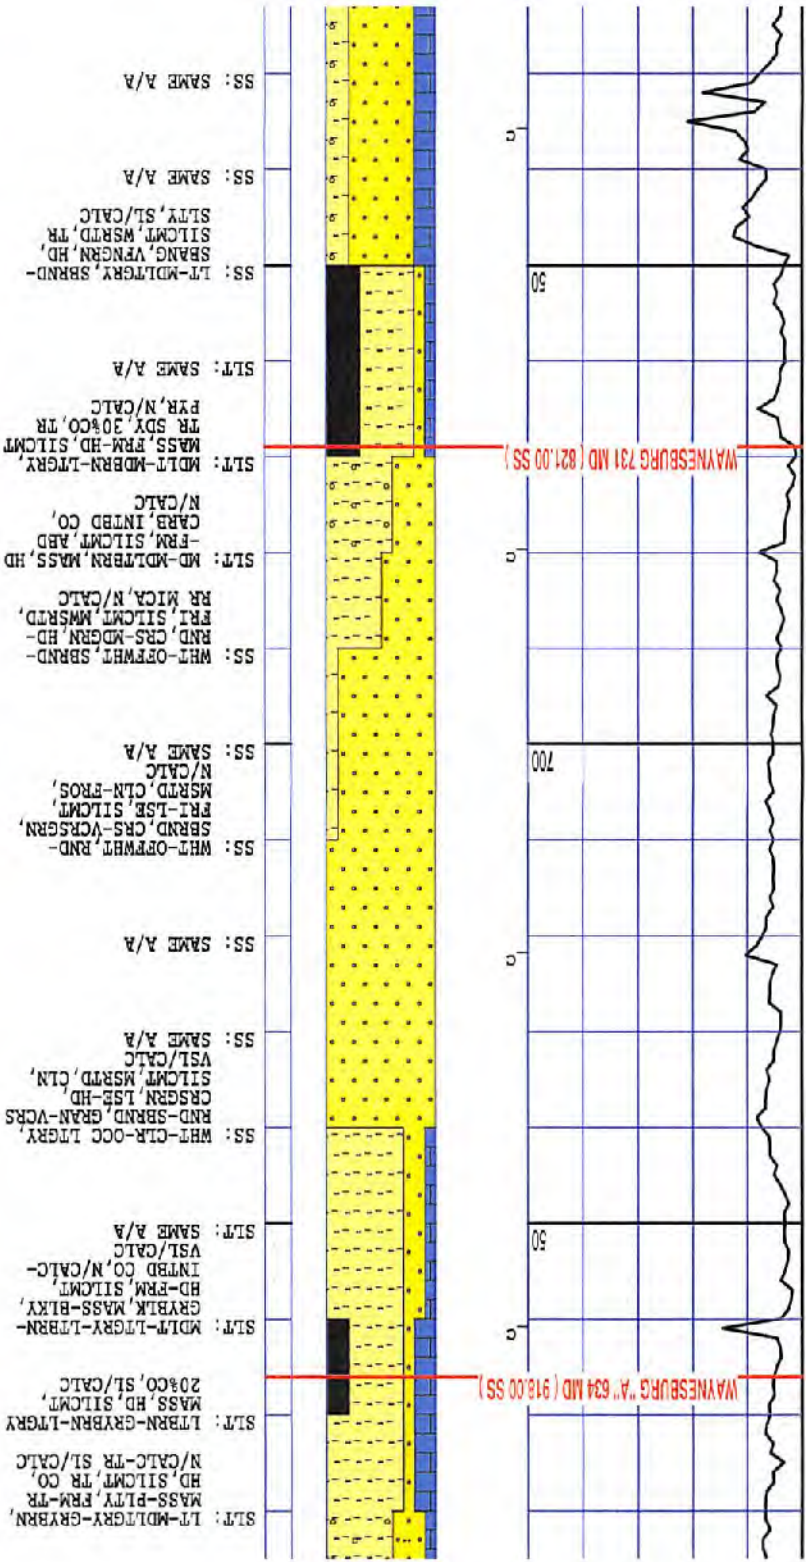 WAYNESBURG "A" 634 MD ( 918.00 SS )
C
50
C
700
C
WAYNESBURG 731 MD ( 821.00 SS )
50
C
SLT: LT-MDLTGRY-GRYBRN,
MASS-PLTY, FRM-TR
HD, SILCMT, TR CO,
N/CALC-TR SL/CALC
SLT: LTBRN-GRYBRN-LTGRY
MASS, HD, SILCMT,
20%CO, SL/CALC
SLT: MDLT-LTGRY-LTBRN-
GRYBLK, MASS-BLKY,
HD-FRM, SILCMT,
INTBD CO, N/CALC-
VSL/CALC
SLT: SAME A/A
SS: WHT-CLR-OCC LTGRY,
RND-SBRND, GRAN-VCRS
CRSGRN, LSE-HD,
SILCMT, MSRTD, CLN,
VSL/CALC
SS: SAME A/A
SS: SAME A/A
SS: WHT-OFFWHT, RND-
SBRND, CRS-VCRSGRN,
FRI-LSE, SILCMT,
MSRTD, CLN-FROS,
N/CALC
SS: SAME A/A
SS: WHT-OFFWHT, SBRND-
RND, CRS-MDGRN, HD-
FRI, SILCMT, MWSRTD,
RR MICA, N/CALC
SLT: MD-MDLTBRN, MASS, HD
-FRM, SILCMT, ABD
CARB, INTBD CO,
N/CALC
SLT: MDLT-MDBRN-LTGRY,
MASS, FRM-HD, SILCMT
TR SDY, 30%CO, TR
PYR, N/CALC
SLT: SAME A/A
SS: LT-MDLTGRY, SBRND-
SBANG, VFNGRN, HD,
SILCMT, WSRTD, TR
SLTY, SL/CALC
SS: SAME A/A
SS: SAME A/A